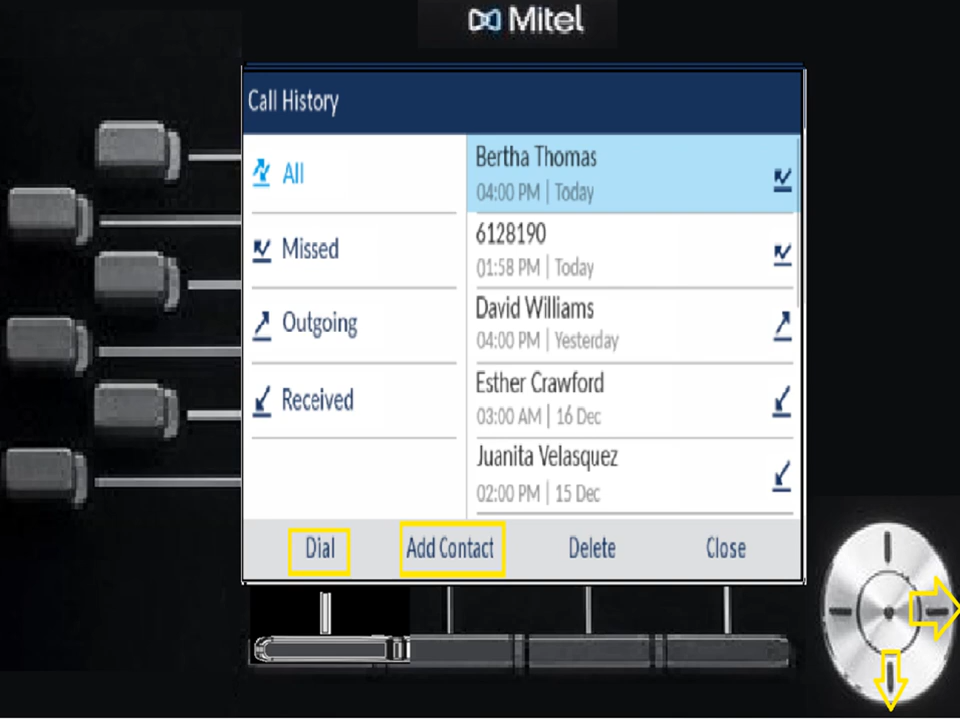 Mitel
Call History
All
Missed
Outgoing
Received
Bertha Thomas
04:00 PM | Today
6128190
01:58 PM | Today
David Williams
04:00 PM | Yesterday
Esther Crawford
03:00 AM | 16 Dec
Juanita Velasquez
02:00 PM | 15 Dec
Dial
Add Contact
Delete
Close